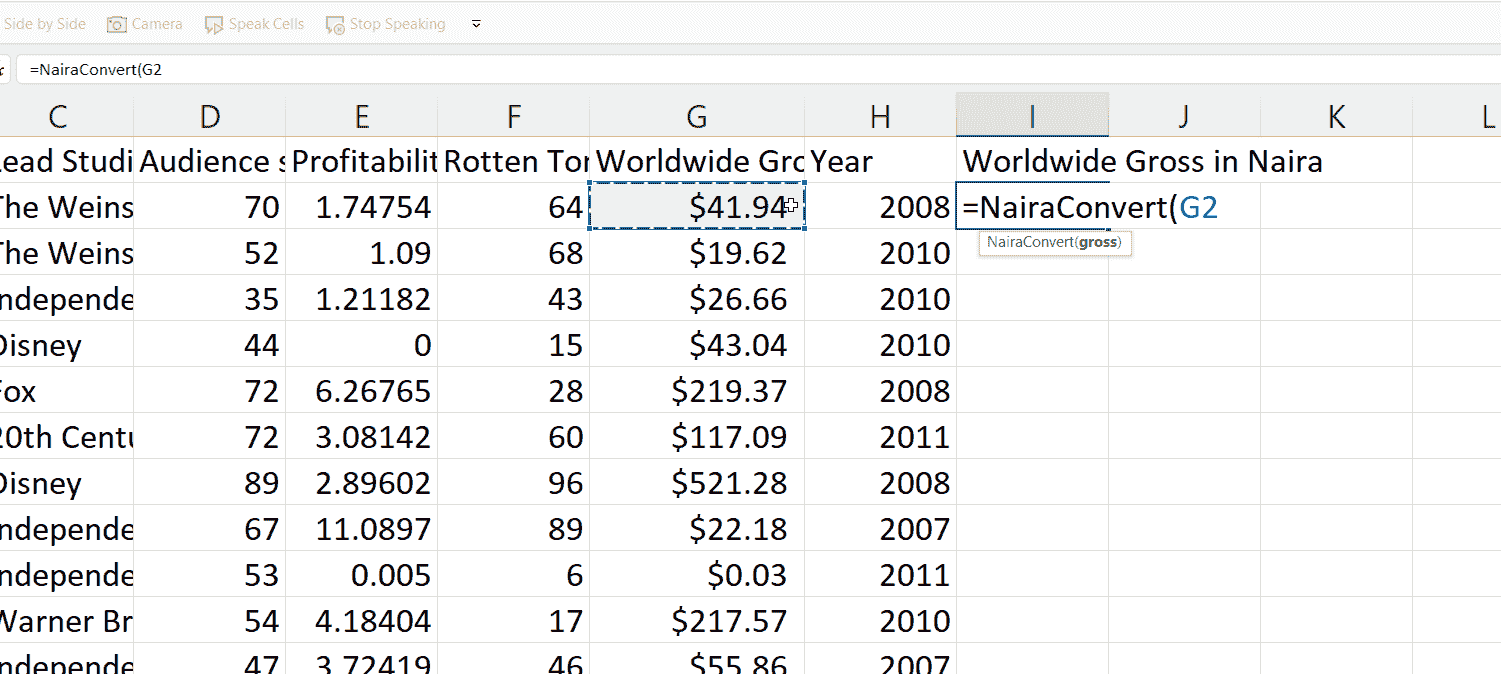 Side by Side Camera Speak Cells Stop Speaking
=NairaConvert(G2
C D E F G H I J K L
Lead Studi Audience s Profitabilit Rotten Tor Worldwide Gro Year Worldwide Gross in Naira
The Weins 70 1.74754 64 $41.94 2008 =NairaConvert(G2
NairaConvert(gross)
The Weins 52 1.09 68 $19.62 2010
Independe 35 1.21182 43 $26.66 2010
Disney 44 0 15 $43.04 2010
Fox 72 6.26765 28 $219.37 2008
20th Centu 72 3.08142 60 $117.09 2011
Disney 89 2.89602 96 $521.28 2008
Independe 67 11.0897 89 $22.18 2007
Independe 53 0.005 6 $0.03 2011
Warner Br 54 4.18404 17 $217.57 2010
Independe 47 3.72419 46 $55.86 2007